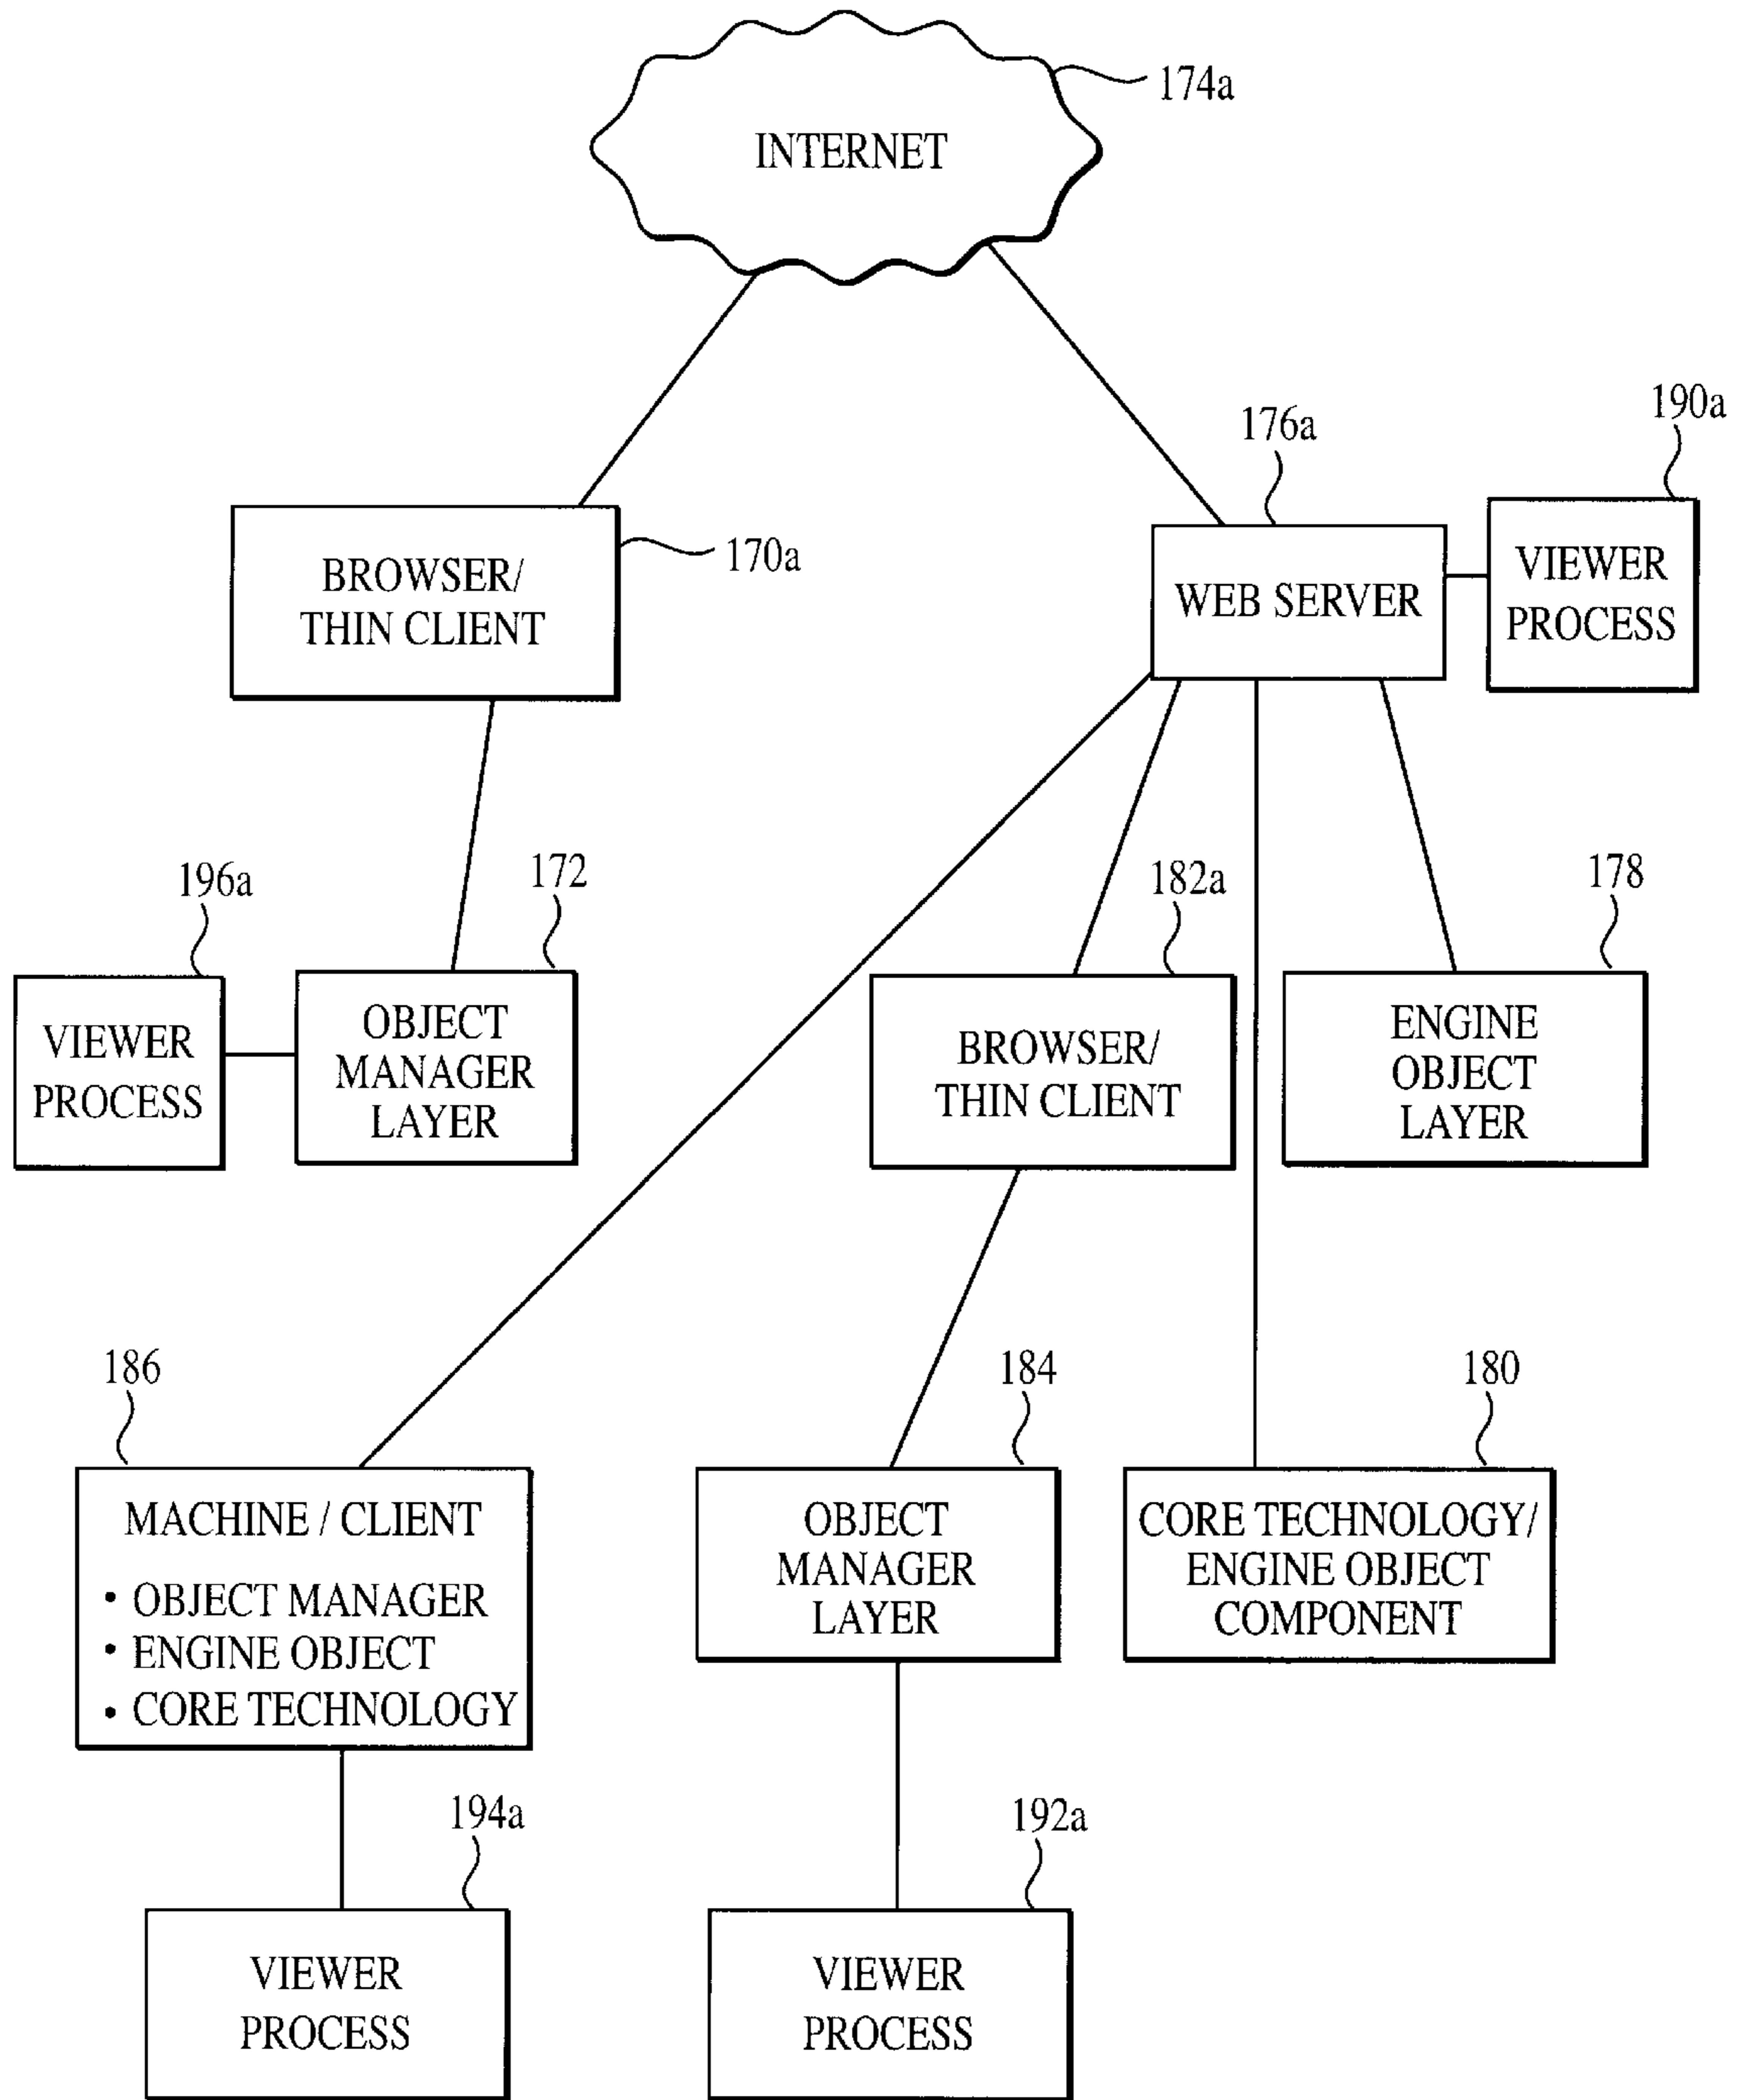 174a
INTERNET
190a
176a
170a
BROWSER/
THIN CLIENT
WEB SERVER
VIEWER
PROCESS
196a
172
182a
178
VIEWER
PROCESS
OBJECT
MANAGER
LAYER
BROWSER/
THIN CLIENT
ENGINE
OBJECT
LAYER
186
184
180
MACHINE / CLIENT
• OBJECT MANAGER
• ENGINE OBJECT
• CORE TECHNOLOGY
OBJECT
MANAGER
LAYER
CORE TECHNOLOGY/
ENGINE OBJECT
COMPONENT
194a
192a
VIEWER
PROCESS
VIEWER
PROCESS